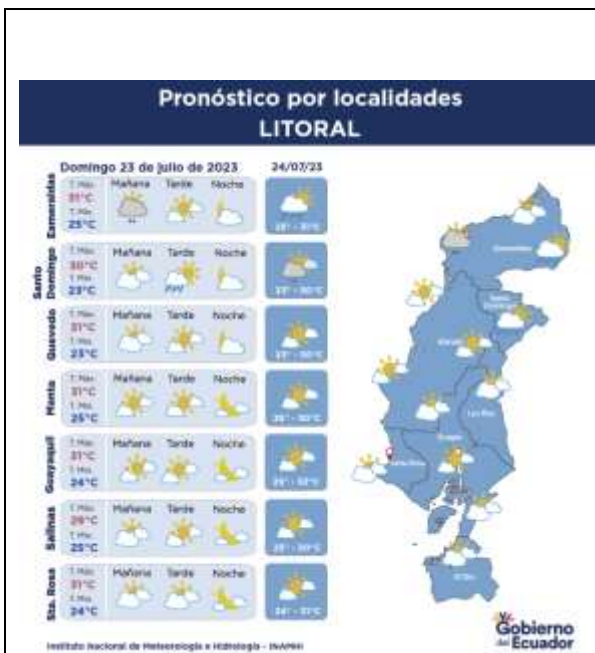 Pronóstico por localidades
LITORAL
Domingo 23 de julio de 2023
24/07/23
Esmeraldas
T. Máx
31°C
T. Mín
25°C
Mañana Tarde Noche
Santo Domingo
T. Máx
30°C
T. Mín
23°C
Mañana Tarde Noche
Quevedo
T. Máx
31°C
T. Mín
23°C
Mañana Tarde Noche
Manta
T. Máx
31°C
T. Mín
25°C
Mañana Tarde Noche
Guayaquil
T. Máx
31°C
T. Mín
24°C
Mañana Tarde Noche
Salinas
T. Máx
29°C
T. Mín
25°C
Mañana Tarde Noche
Sta. Rosa
T. Máx
31°C
T. Mín
24°C
Mañana Tarde Noche
Esmeraldas
Manabí
Los Ríos
Guayas
Santa Elena
El Oro
Instituto Nacional de Meteorología e Hidrología - INAMHI
Gobierno
del Ecuador